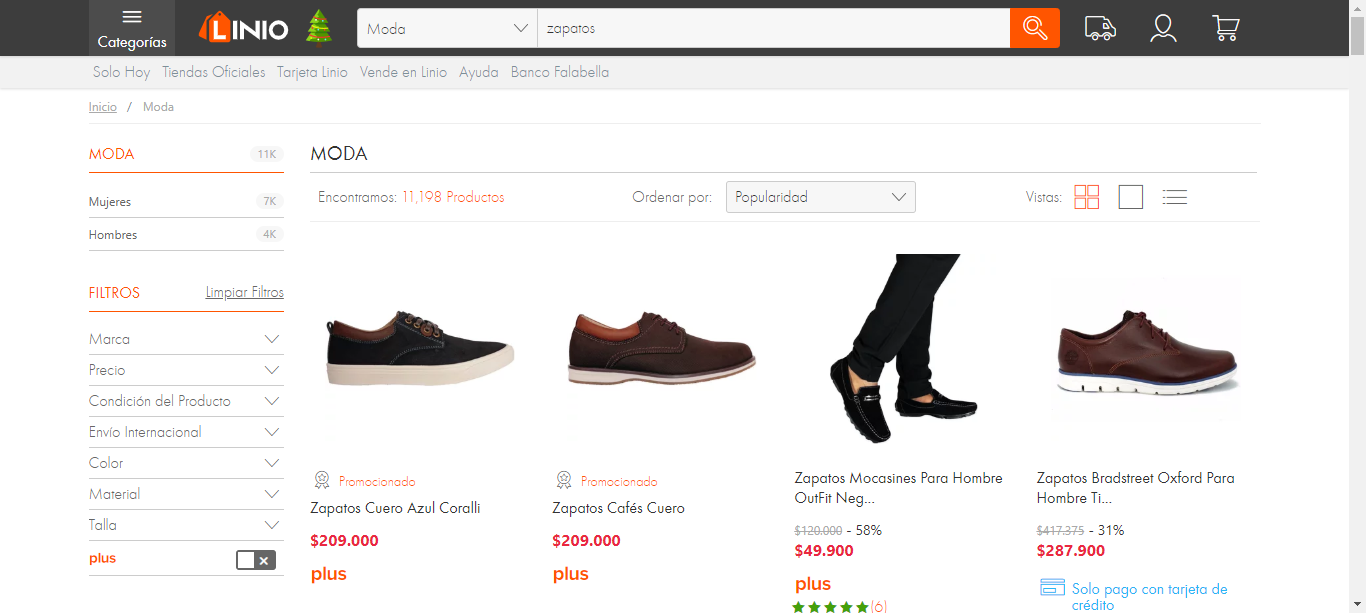 Categorías
LINIO
Moda
zapatos
Solo Hoy Tiendas Oficiales Tarjeta Linio Vende en Linio Ayuda Banco Falabella
Inicio / Moda
MODA 11K
Mujeres 7K
Hombres 4K
FILTROS Limpiar Filtros
Marca
Precio
Condición del Producto
Envío Internacional
Color
Material
Talla
plus
MODA
Encontramos: 11,198 Productos
Ordenar por: Popularidad
Vistas:
Promocionado
Zapatos Cuero Azul Coralli
$209.000
plus
Promocionado
Zapatos Cafés Cuero
$209.000
plus
Zapatos Mocasines Para Hombre
OutFit Neg...
$120.000 - 58%
$49.900
plus
(6)
Zapatos Bradstreet Oxford Para
Hombre Ti...
$417.375 - 31%
$287.900
Solo pago con tarjeta de
crédito